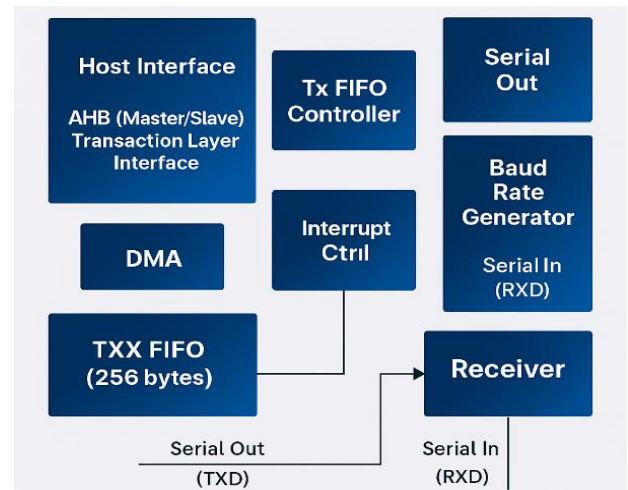 Host Interface
AHB (Master/Slave)
Transaction Layer
Interface
Tx FIFO
Controller
Serial
Out
Baud
Rate
Generator
Serial In
(RXD)
DMA
Interrupt
Ctrıl
TXX FIFO
(256 bytes)
Receiver
Serial Out
(TXD)
Serial In
(RXD)